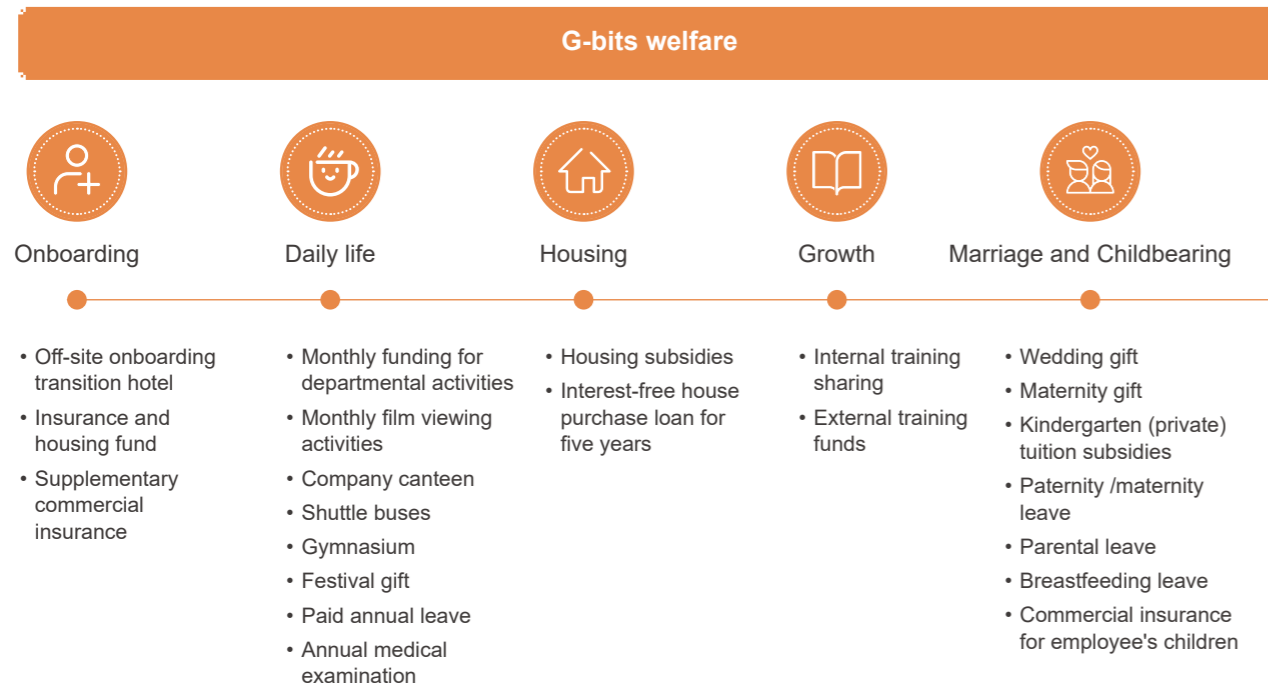 G-bits welfare
Onboarding
• Off-site onboarding
transition hotel
• Insurance and
housing fund
• Supplementary
commercial
insurance
Daily life
• Monthly funding for
departmental activities
• Monthly film viewing
activities
• Company canteen
• Shuttle buses
• Gymnasium
• Festival gift
• Paid annual leave
• Annual medical
examination
Housing
• Housing subsidies
• Interest-free house
purchase loan for
five years
Growth
• Internal training
sharing
• External training
funds
Marriage and Childbearing
• Wedding gift
• Maternity gift
• Kindergarten (private)
tuition subsidies
• Paternity /maternity
leave
• Parental leave
• Breastfeeding leave
• Commercial insurance
for employee's children